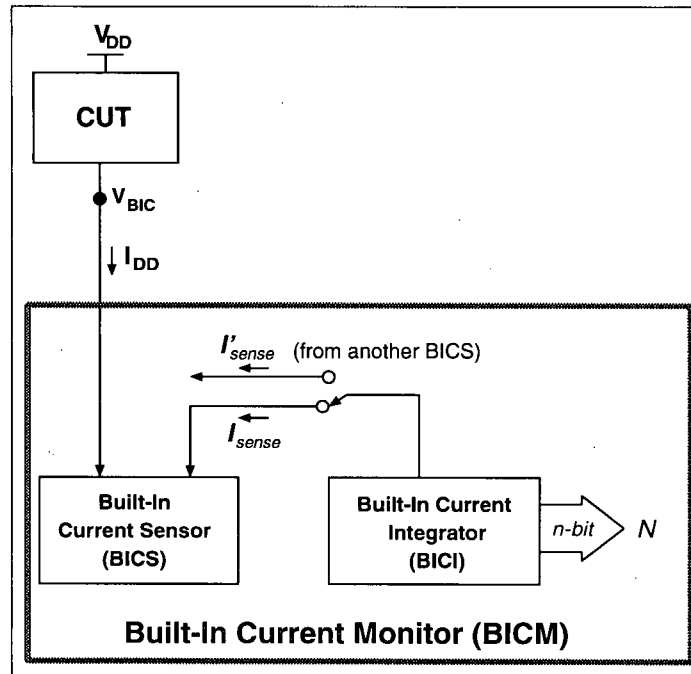 VDD
CUT
VBIC
IDD
I'sense (from another BICS)
Isense
Built-In
Current Sensor
(BICS)
Built-In Current
Integrator
(BICI)
n-bit
N
Built-In Current Monitor (BICM)